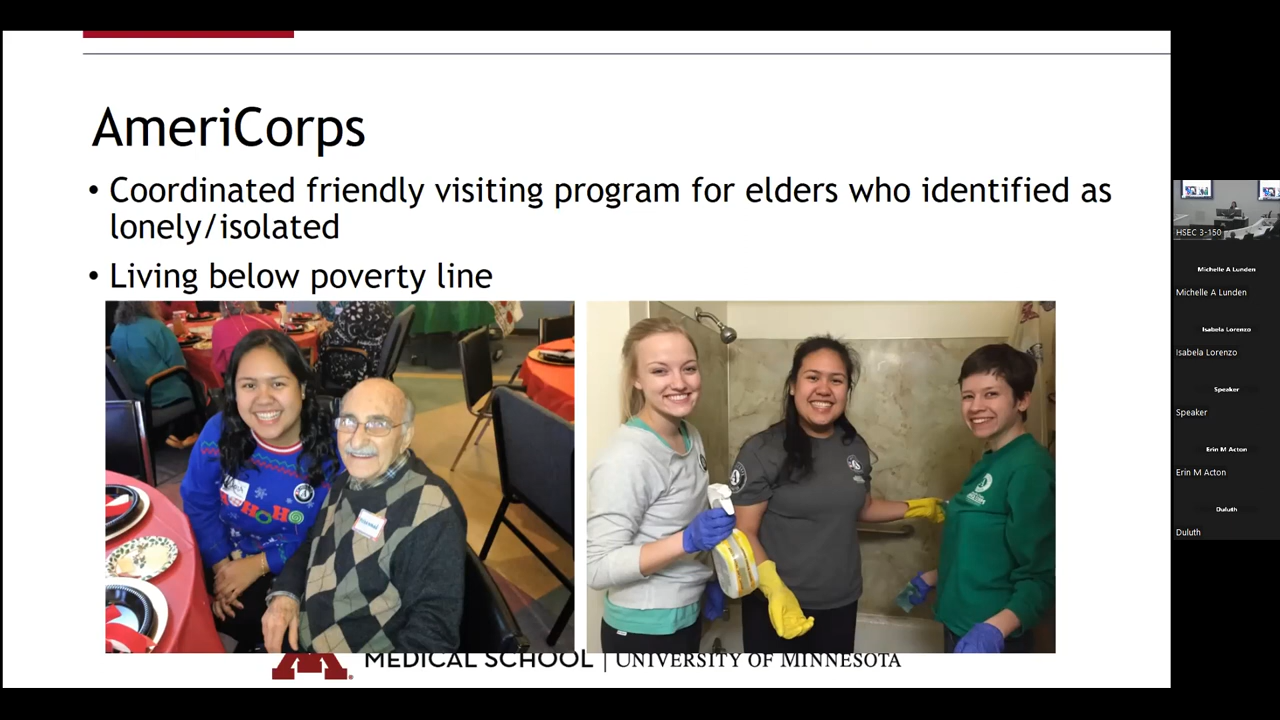 AmeriCorps
• Coordinated friendly visiting program for elders who identified as
lonely/isolated
• Living below poverty line
MEDICAL SCHOOL | UNIVERSITY OF MINNESOTA
HSEC 3-150
Michelle A Lunden
Michelle A Lunden
Isabela Lorenzo
Isabela Lorenzo
Speaker
Speaker
Erin M Acton
Erin M Acton
Duluth
Duluth